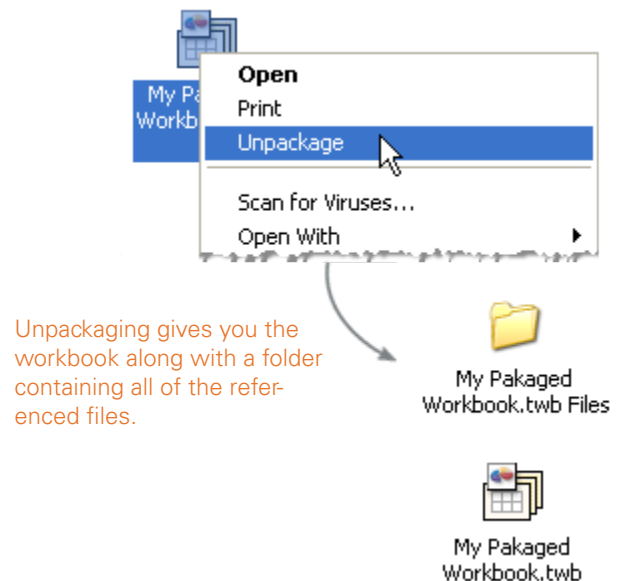 Open
My Pa
Workb
Print
Unpackage
Scan for Viruses...
Open With
Unpackaging gives you the
workbook along with a folder
containing all of the refer-
enced files.
My Pakaged
Workbook.twb Files
My Pakaged
Workbook.twb